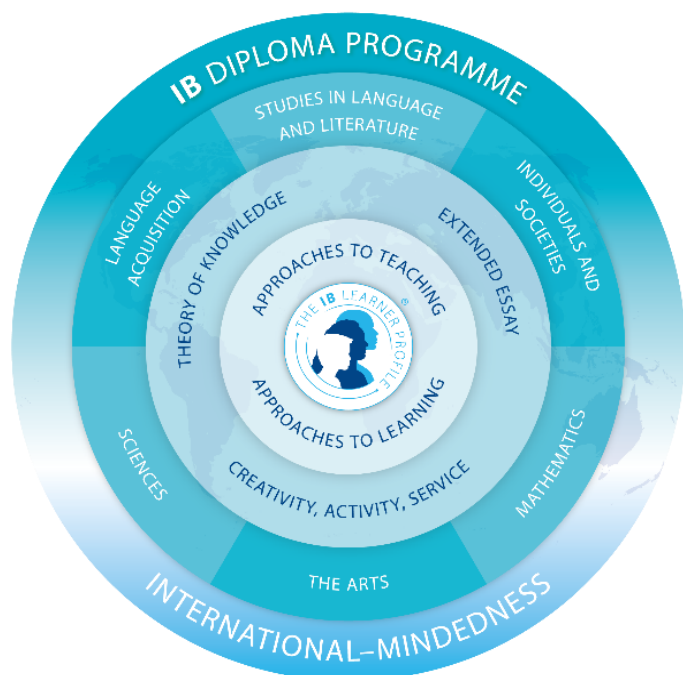 IB DIPLOMA PROGRAMME
STUDIES IN LANGUAGE
AND LITERATURE
LANGUAGE
ACQUISITION
INDIVIDUALS AND
SOCIETIES
THEORY OF KNOWLEDGE
EXTENDED ESSAY
APPROACHES TO TEACHING
THE IB LEARNER PROFILE ®
APPROACHES TO LEARNING
CREATIVITY, ACTIVITY, SERVICE
SCIENCES
MATHEMATICS
THE ARTS
INTERNATIONAL–MINDEDNESS